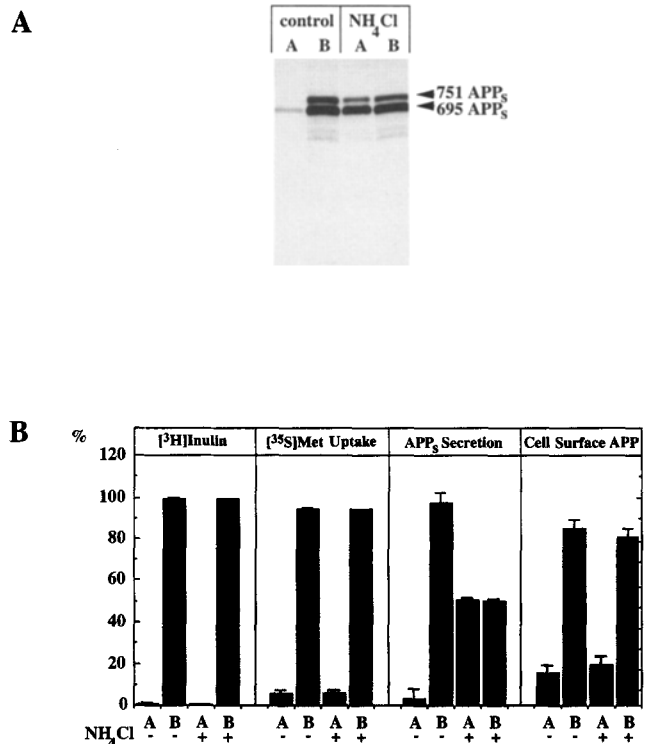 A
control NH4Cl
A B A B
751 APPs
695 APPs
B
%
[3H]Inulin [35S]Met Uptake APPs Secretion Cell Surface APP
120
100
80
60
40
20
0
A B A B A B A B A B A B A B A B
NH4Cl - - + + - - + + - - + + - - + +